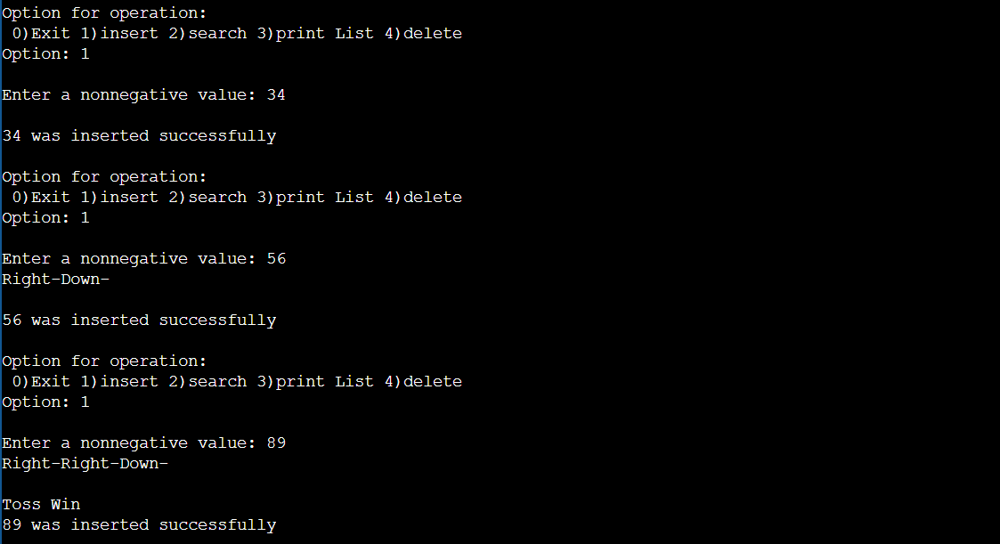 Option for operation:
 0)Exit 1)insert 2)search 3)print List 4)delete
Option: 1

Enter a nonnegative value: 34

34 was inserted successfully

Option for operation:
 0)Exit 1)insert 2)search 3)print List 4)delete
Option: 1

Enter a nonnegative value: 56
Right-Down-

56 was inserted successfully

Option for operation:
 0)Exit 1)insert 2)search 3)print List 4)delete
Option: 1

Enter a nonnegative value: 89
Right-Right-Down-

Toss Win
89 was inserted successfully